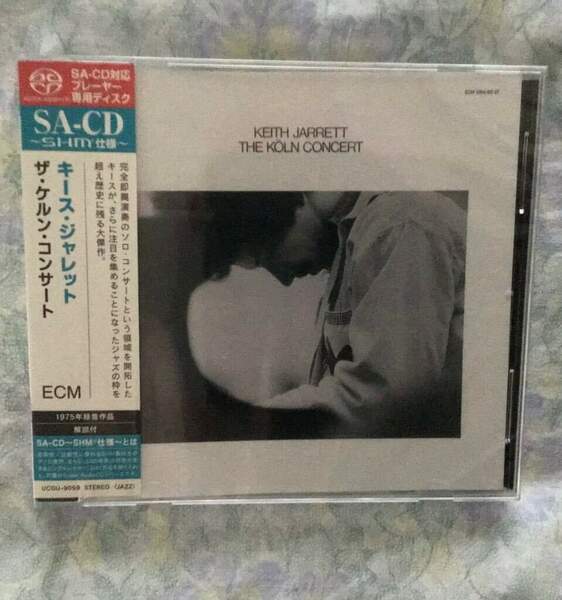 SA-CD対応
プレーヤー
専用ディスク
SA-CD
~SHM仕様~
キース・ジャレット
ザ・ケルン・コンサート
完全即興演奏のソロ・コンサートという領域を開拓した
キースが、さらに注目を集めることになったジャズの枠を
超え歴史に残る大傑作。
ECM
1975年録音作品
解説付
SA-CD~SHM仕様~とは
UCGU-9059 STEREO (JAZZ)
KEITH JARRETT
THE KÖLN CONCERT